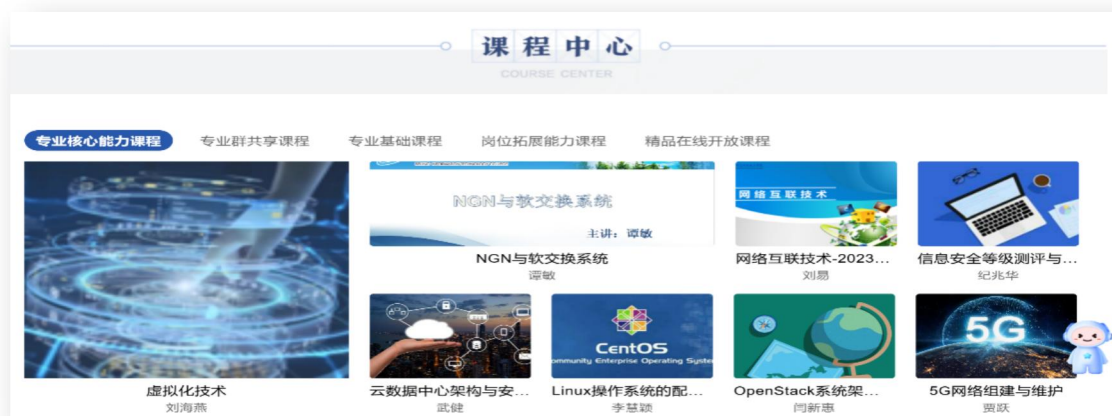 课程中心
COURSE CENTER
专业核心能力课程 专业群共享课程 专业基础课程 岗位拓展能力课程 精品在线开放课程
NGN与软交换系统
主讲：谭敏
NGN与软交换系统
谭敏
网络互联技术
网络互联技术-2023...
刘易
信息安全等级测评与...
纪兆华
虚拟化技术
刘海燕
云数据中心架构与安...
武健
CentOS
ommunity Enterprise Operating Syste
Linux操作系统的配...
李慧颖
OpenStack系统架...
闫新惠
5G
5G网络组建与维护
贾跃